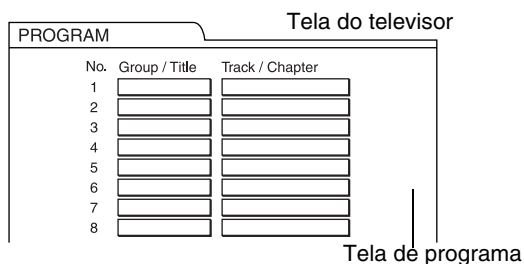 Tela do televisor
PROGRAM
No. Group / Title Track / Chapter
1
2
3
4
5
6
7
8
Tela de programa